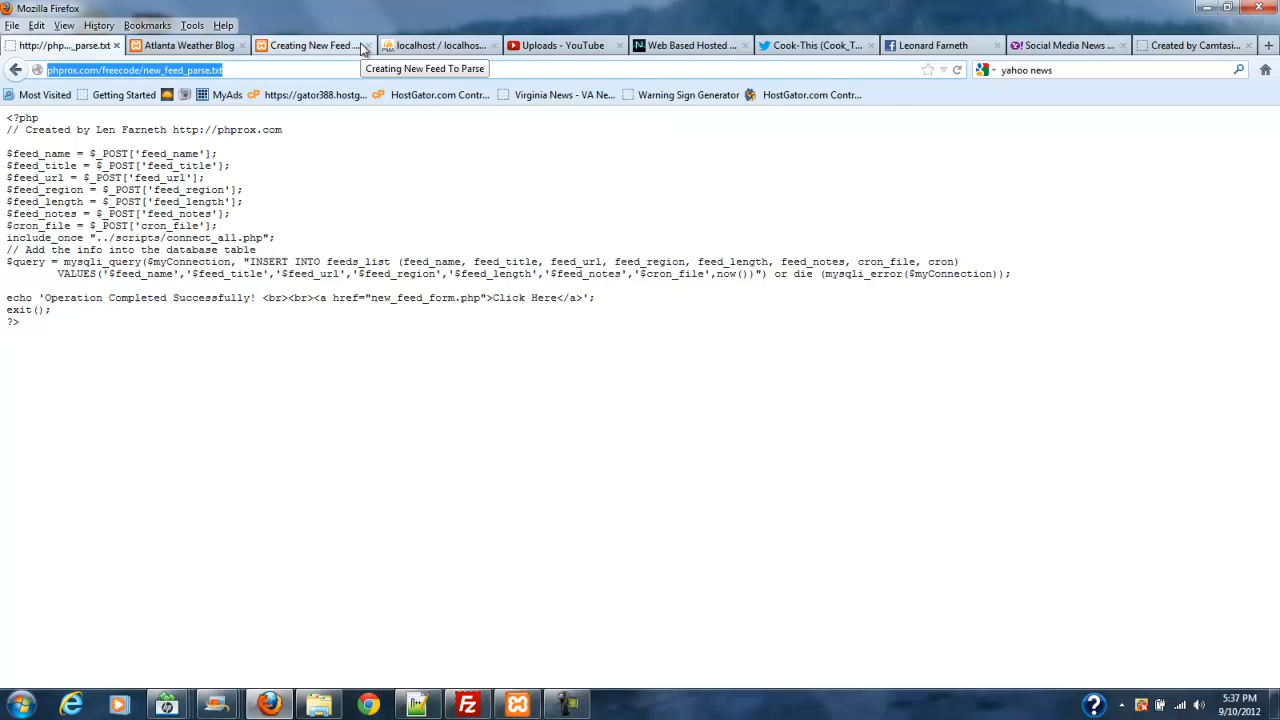 Mozilla Firefox
File Edit View History Bookmarks Tools Help
http://php..._parse.txt Atlanta Weather Blog Creating New Feed ... localhost / localhos... Uploads - YouTube Web Based Hosted ... Cook-This (Cook_T... Leonard Farneth Social Media News ... Created by Camtasi...
phprox.com/freecode/new_feed_parse.txt yahoo news
Creating New Feed To Parse
Most Visited Getting Started MyAds https://gator388.hostg... HostGator.com Contr... Virginia News - VA Ne... Warning Sign Generator HostGator.com Contr...
<?php
// Created by Len Farneth http://phprox.com
$feed_name = $_POST['feed_name'];
$feed_title = $_POST['feed_title'];
$feed_url = $_POST['feed_url'];
$feed_region = $_POST['feed_region'];
$feed_length = $_POST['feed_length'];
$feed_notes = $_POST['feed_notes'];
$cron_file = $_POST['cron_file'];
include_once "../scripts/connect_all.php";
// Add the info into the database table
$query = mysqli_query($myConnection, "INSERT INTO feeds_list (feed_name, feed_title, feed_url, feed_region, feed_length, feed_notes, cron_file, cron)
VALUES('$feed_name','$feed_title','$feed_url','$feed_region','$feed_length','$feed_notes','$cron_file',now())") or die (mysqli_error($myConnection));
echo 'Operation Completed Successfully! <br><br><a href="new_feed_form.php">Click Here</a>';
exit();
?>
5:37 PM
9/10/2012